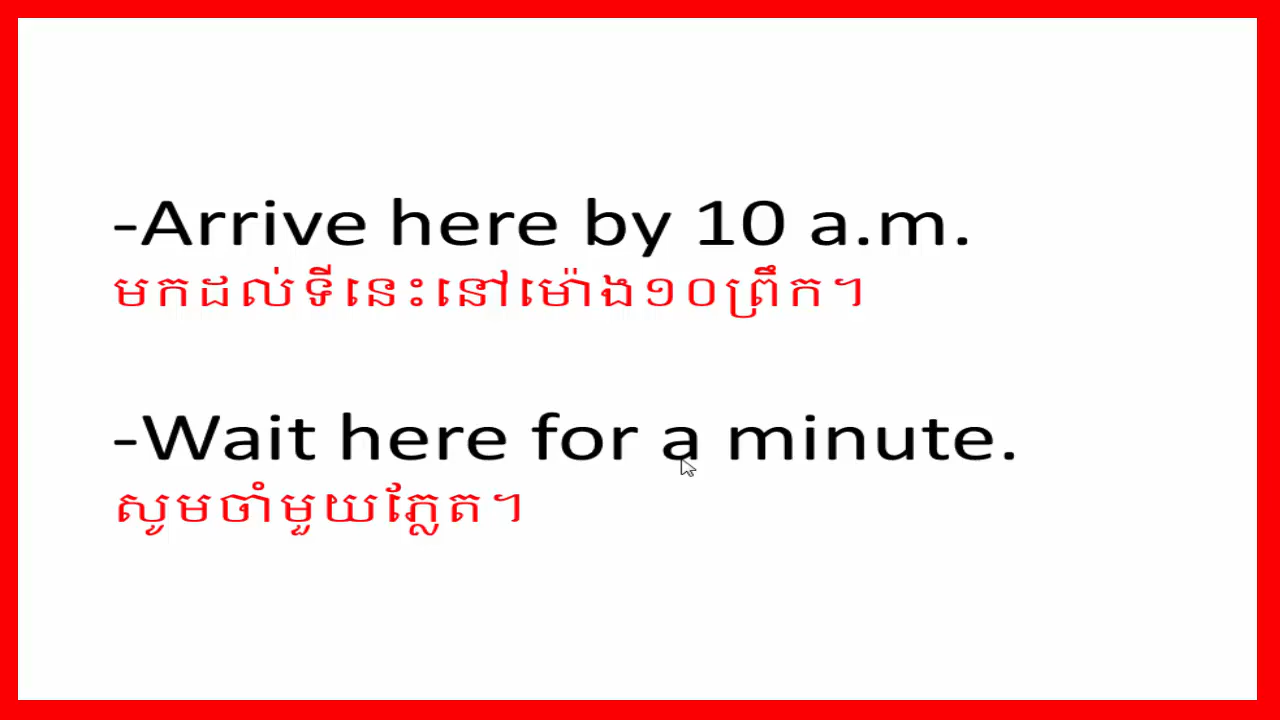 -Arrive here by 10 a.m.
មកដល់ទីនេះនៅម៉ោង១០ព្រឹក។
-Wait here for a minute.
សូមចាំមួយភ្លែត។